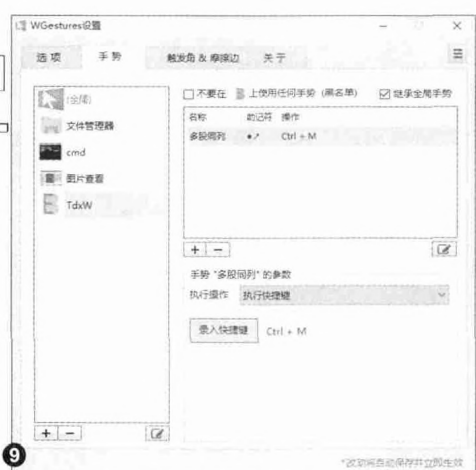 WGestures设置
选项 手势 触发角 & 摩擦边 关于
(全局)
文件管理器
cmd
图片查看
TdxW
不要在 上使用任何手势 (黑名单) 继承全局手势
名称 助记符 操作
多股同列 Ctrl + M
手势 "多股同列" 的参数
执行操作 执行快捷键
录入快捷键 Ctrl + M
9
*改动将自动保存并立即生效